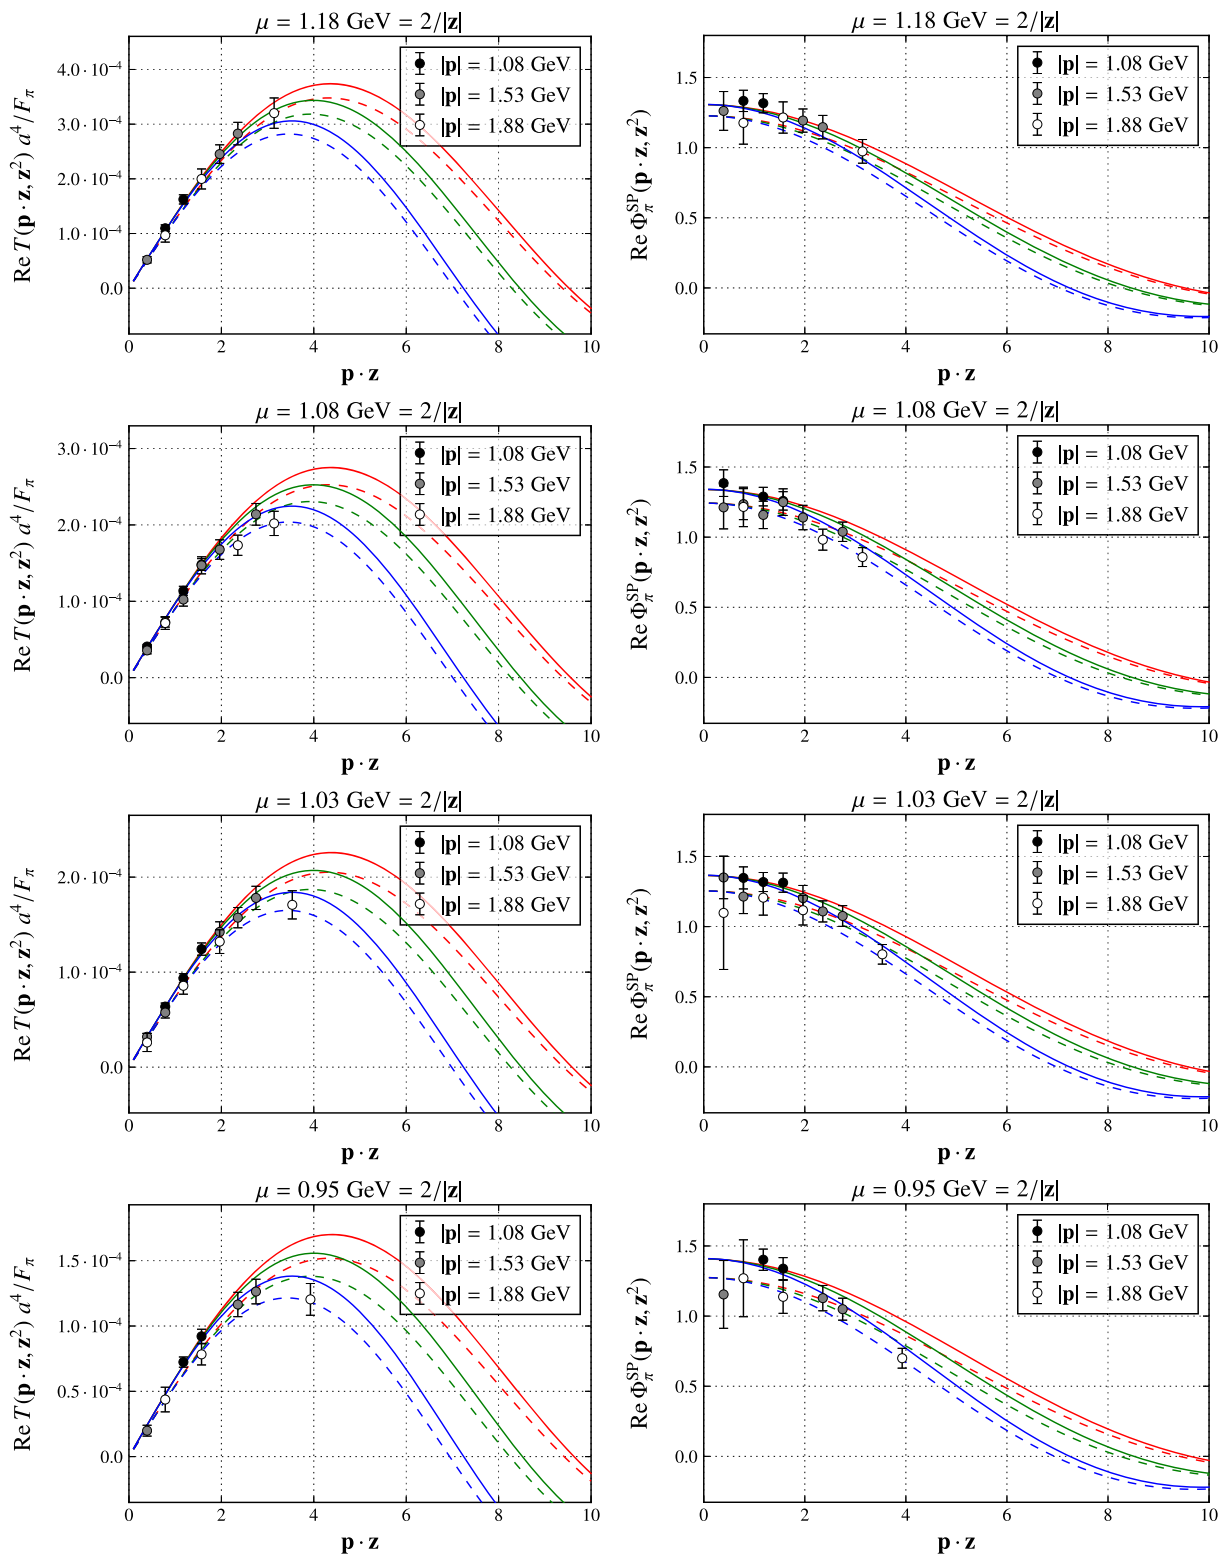 μ = 1.18 GeV = 2/|z|
Re T(p · z, z²) a⁴/F_π
4.0 · 10⁻⁴
3.0 · 10⁻⁴
2.0 · 10⁻⁴
1.0 · 10⁻⁴
0.0
|p| = 1.08 GeV
|p| = 1.53 GeV
|p| = 1.88 GeV
0 2 4 6 8 10
p · z
μ = 1.18 GeV = 2/|z|
Re Φ_π^SP(p · z, z²)
1.5
1.0
0.5
0.0
|p| = 1.08 GeV
|p| = 1.53 GeV
|p| = 1.88 GeV
0 2 4 6 8 10
p · z
μ = 1.08 GeV = 2/|z|
Re T(p · z, z²) a⁴/F_π
3.0 · 10⁻⁴
2.0 · 10⁻⁴
1.0 · 10⁻⁴
0.0
|p| = 1.08 GeV
|p| = 1.53 GeV
|p| = 1.88 GeV
0 2 4 6 8 10
p · z
μ = 1.08 GeV = 2/|z|
Re Φ_π^SP(p · z, z²)
1.5
1.0
0.5
0.0
|p| = 1.08 GeV
|p| = 1.53 GeV
|p| = 1.88 GeV
0 2 4 6 8 10
p · z
μ = 1.03 GeV = 2/|z|
Re T(p · z, z²) a⁴/F_π
2.0 · 10⁻⁴
1.0 · 10⁻⁴
0.0
|p| = 1.08 GeV
|p| = 1.53 GeV
|p| = 1.88 GeV
0 2 4 6 8 10
p · z
μ = 1.03 GeV = 2/|z|
Re Φ_π^SP(p · z, z²)
1.5
1.0
0.5
0.0
|p| = 1.08 GeV
|p| = 1.53 GeV
|p| = 1.88 GeV
0 2 4 6 8 10
p · z
μ = 0.95 GeV = 2/|z|
Re T(p · z, z²) a⁴/F_π
1.5 · 10⁻⁴
1.0 · 10⁻⁴
0.5 · 10⁻⁴
0.0
|p| = 1.08 GeV
|p| = 1.53 GeV
|p| = 1.88 GeV
0 2 4 6 8 10
p · z
μ = 0.95 GeV = 2/|z|
Re Φ_π^SP(p · z, z²)
1.5
1.0
0.5
0.0
|p| = 1.08 GeV
|p| = 1.53 GeV
|p| = 1.88 GeV
0 2 4 6 8 10
p · z